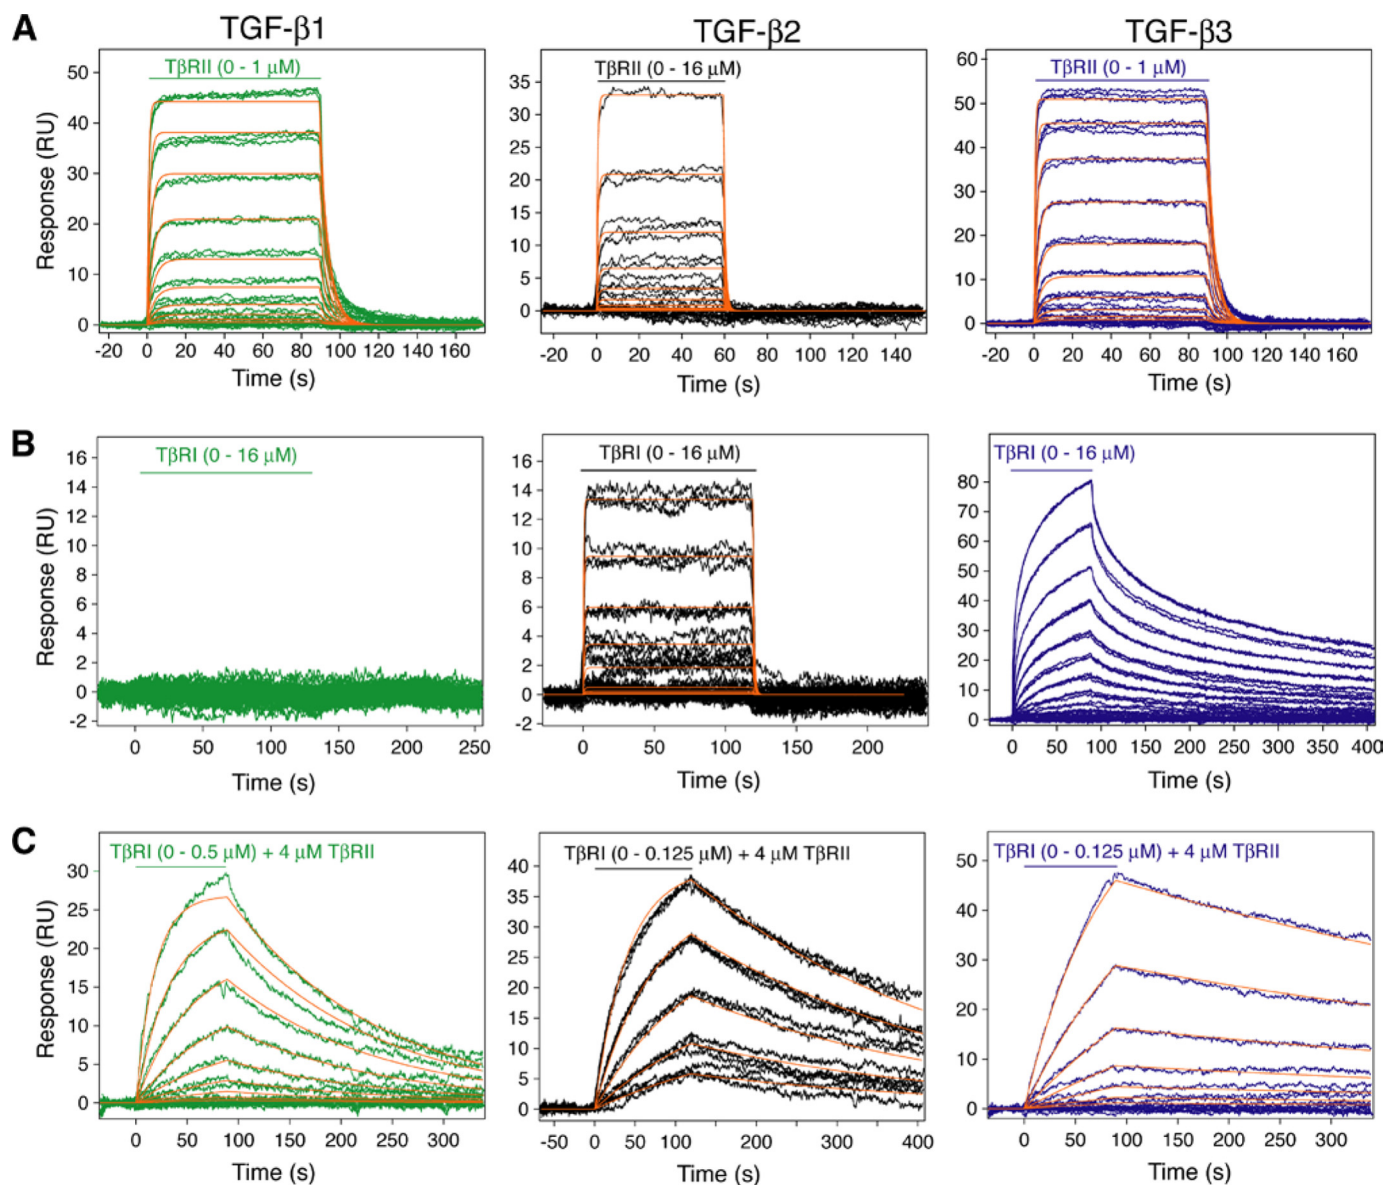 A
TGF-β1
TGF-β2
TGF-β3
TβRII (0 - 1 μM)
TβRII (0 - 16 μM)
TβRII (0 - 1 μM)
Response (RU)
50
40
30
20
10
0
35
30
25
20
15
10
5
0
60
50
40
30
20
10
0
-20 0 20 40 60 80 100 120 140 160
-20 0 20 40 60 80 100 120 140
-20 0 20 40 60 80 100 120 140 160
Time (s)
Time (s)
Time (s)
B
TβRI (0 - 16 μM)
TβRI (0 - 16 μM)
TβRI (0 - 16 μM)
Response (RU)
16
14
12
10
8
6
4
2
0
-2
16
14
12
10
8
6
4
2
0
-2
80
70
60
50
40
30
20
10
0
0 50 100 150 200 250
0 50 100 150 200
0 50 100 150 200 250 300 350 400
Time (s)
Time (s)
Time (s)
C
TβRI (0 - 0.5 μM) + 4 μM TβRII
TβRI (0 - 0.125 μM) + 4 μM TβRII
TβRI (0 - 0.125 μM) + 4 μM TβRII
Response (RU)
30
25
20
15
10
5
0
40
35
30
25
20
15
10
5
0
50
40
30
20
10
0
0 50 100 150 200 250 300
-50 0 50 100 150 200 250 300 350 400
0 50 100 150 200 250 300
Time (s)
Time (s)
Time (s)